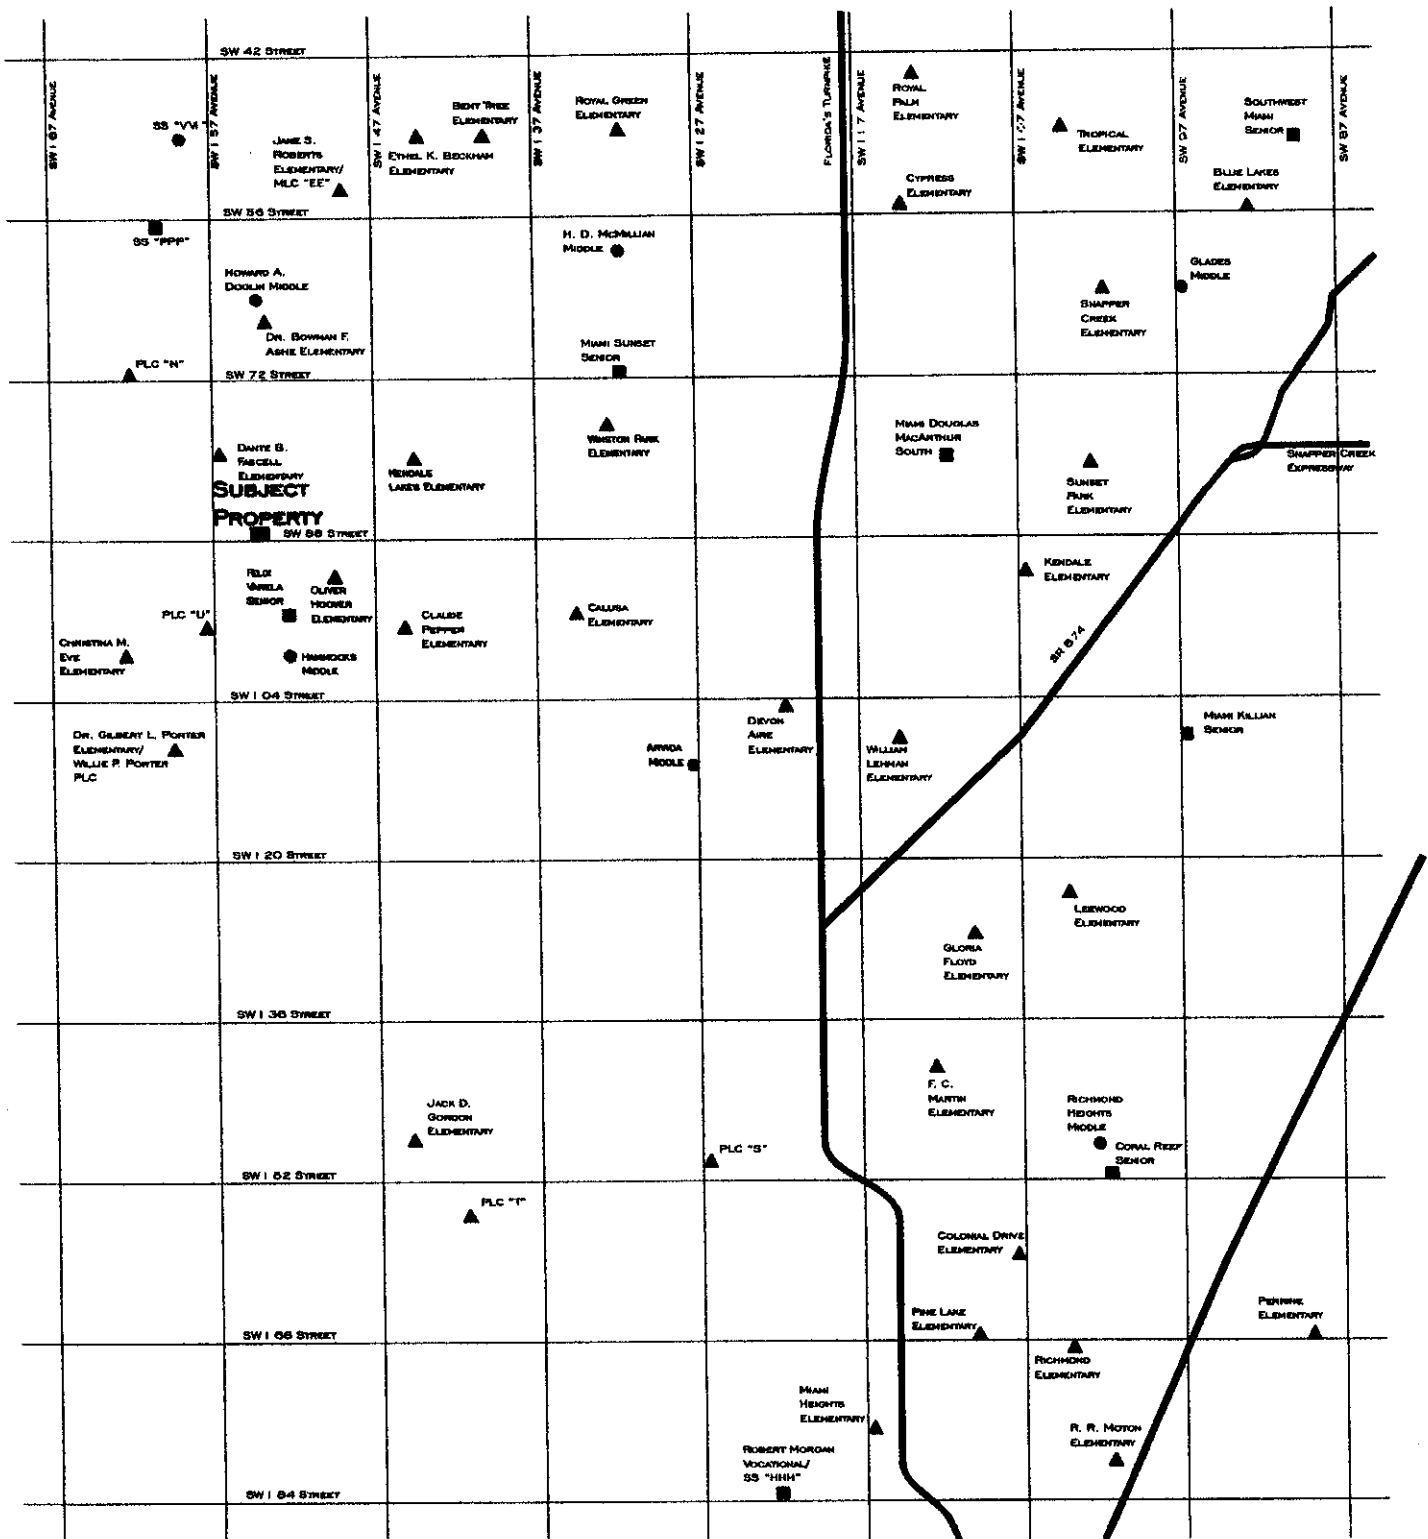 SW 42 STREET
SW 167 AVENUE
SW 157 AVENUE
SW 147 AVENUE
SW 137 AVENUE
SW 127 AVENUE
FLORIDA'S TURNPIKE
SW 117 AVENUE
SW 107 AVENUE
SW 97 AVENUE
SW 87 AVENUE
JANE S.
ROBERTS
ELEMENTARY/
MLC "EE"
ETHEL K. BECKHAM
ELEMENTARY
BENT TREE
ELEMENTARY
ROYAL GREEN
ELEMENTARY
ROYAL
PALM
ELEMENTARY
TROPICAL
ELEMENTARY
SOUTHWEST
MIAMI
SENIOR
CYPRESS
ELEMENTARY
BLUE LAKES
ELEMENTARY
SW 56 STREET
SS "PPP"
H. D. MCMILLIAN
MIDDLE
HOWARD A.
DOOLIN MIDDLE
DR. BOWMAN F.
ASHE ELEMENTARY
SNAPPER
CREEK
ELEMENTARY
GLADES
MIDDLE
MIAMI SUNSET
SENIOR
PLC "N"
SW 72 STREET
DANTE B.
FASCELL
ELEMENTARY
KENDALE
LAKES ELEMENTARY
WINSTON PARK
ELEMENTARY
MIAMI DOUGLAS
MACARTHUR
SOUTH
SUNSET
PARK
ELEMENTARY
SNAPPER CREEK
EXPRESSWAY
SUBJECT
PROPERTY
SW 88 STREET
FELIX
VARELA
SENIOR
OLIVER
HOOVER
ELEMENTARY
PLC "U"
CHRISTINA M.
EVE
ELEMENTARY
HAMMOCKS
MIDDLE
CLAUDE
PEPPER
ELEMENTARY
CALUSA
ELEMENTARY
KENDALE
ELEMENTARY
SR 874
SW 104 STREET
DR. GILBERT L. PORTER
ELEMENTARY/
WILLIE P. PORTER
PLC
ARVIDA
MIDDLE
DEVON
AIRE
ELEMENTARY
WILLIAM
LEHMAN
ELEMENTARY
MIAMI KILLIAN
SENIOR
SW 120 STREET
LEEWOOD
ELEMENTARY
GLORIA
FLOYD
ELEMENTARY
SW 136 STREET
F. C.
MARTIN
ELEMENTARY
RICHMOND
HEIGHTS
MIDDLE
CORAL REEF
SENIOR
JACK D.
GORDON
ELEMENTARY
PLC "S"
SW 152 STREET
PLC "T"
COLONIAL DRIVE
ELEMENTARY
PINE LAKE
ELEMENTARY
PERRINE
ELEMENTARY
SW 168 STREET
RICHMOND
ELEMENTARY
MIAMI
HEIGHTS
ELEMENTARY
R. R. MOTON
ELEMENTARY
ROBERT MORGAN
VOCATIONAL/
SS "HHH"
SW 184 STREET